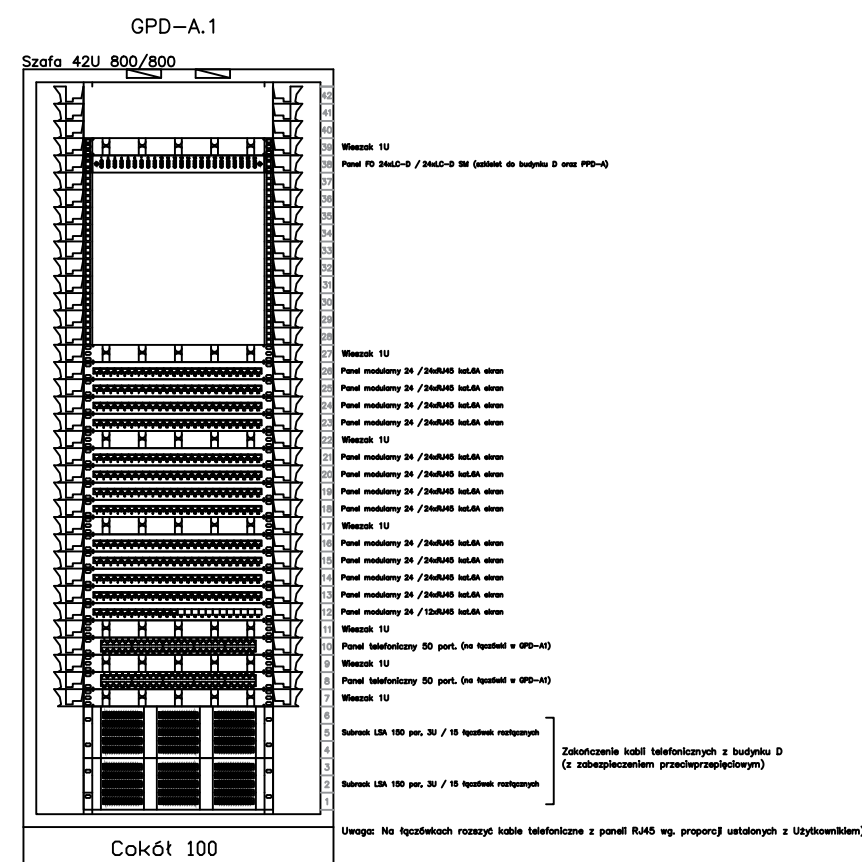 GPD-A.1
Szafa 42U 800/800
42
41
40
39 Wieszak 1U
38 Panel FO 24xLC-D / 24xLC-D SM (szkielet do budynku D oraz PPD-A)
37
36
35
34
33
32
31
30
29
28
27 Wieszak 1U
26 Panel modularny 24 /24xRJ45 kat.6A ekran
25 Panel modularny 24 /24xRJ45 kat.6A ekran
24 Panel modularny 24 /24xRJ45 kat.6A ekran
23 Panel modularny 24 /24xRJ45 kat.6A ekran
22 Wieszak 1U
21 Panel modularny 24 /24xRJ45 kat.6A ekran
20 Panel modularny 24 /24xRJ45 kat.6A ekran
19 Panel modularny 24 /24xRJ45 kat.6A ekran
18 Panel modularny 24 /24xRJ45 kat.6A ekran
17 Wieszak 1U
16 Panel modularny 24 /24xRJ45 kat.6A ekran
15 Panel modularny 24 /24xRJ45 kat.6A ekran
14 Panel modularny 24 /24xRJ45 kat.6A ekran
13 Panel modularny 24 /24xRJ45 kat.6A ekran
12 Panel modularny 24 /12xRJ45 kat.6A ekran
11 Wieszak 1U
10 Panel telefoniczny 50 port. (na łączówki w GPD-A1)
9 Wieszak 1U
8 Panel telefoniczny 50 port. (na łączówki w GPD-A1)
7 Wieszak 1U
6
5 Subrack LSA 150 par, 3U / 15 łączówek rozłącznych
4
Zakończenie kabli telefonicznych z budynku D
(z zabezpieczeniem przeciwprzepięciowym)
3
2 Subrack LSA 150 par, 3U / 15 łączówek rozłącznych
1
Uwaga: Na łączówkach rozszyć kable telefoniczne z paneli RJ45 wg. proporcji ustalonych z Użytkownikiem)
Cokół 100